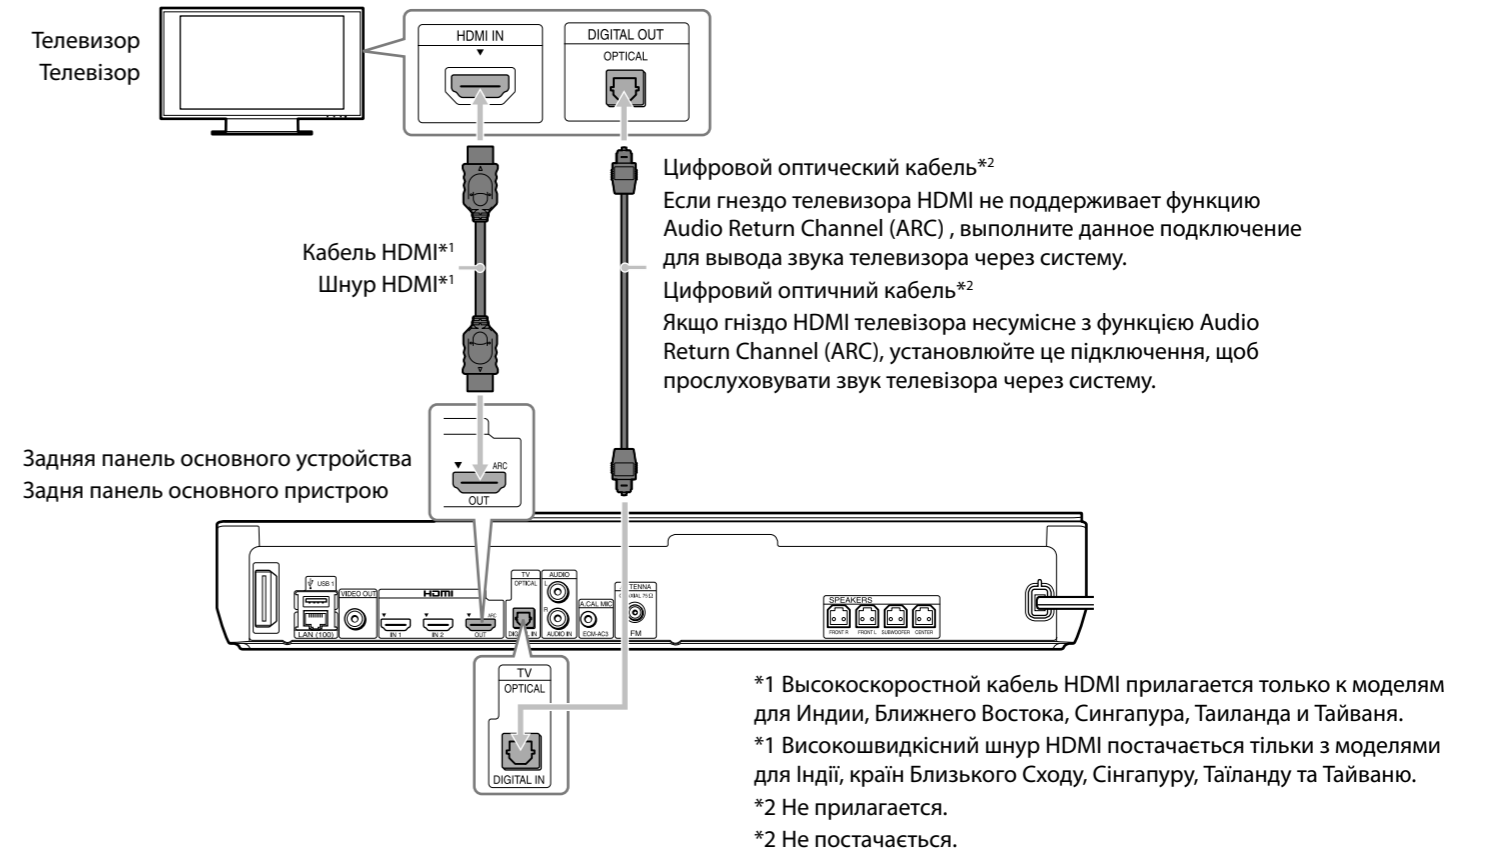 HDMI IN
DIGITAL OUT
OPTICAL
Телевизор
Телевізор
Цифровой оптический кабель*2
Если гнездо телевизора HDMI не поддерживает функцию
Audio Return Channel (ARC) , выполните данное подключение
для вывода звука телевизора через систему.
Цифровий оптичний кабель*2
Якщо гніздо HDMI телевізора несумісне з функцією Audio
Return Channel (ARC), установлюйте це підключення, щоб
прослуховувати звук телевізора через систему.
Кабель HDMI*1
Шнур HDMI*1
Задняя панель основного устройства
Задня панель основного пристрою
ARC
OUT
USB 1
LAN (100)
VIDEO OUT
HDMI
IN 1
IN 2
ARC
OUT
TV
OPTICAL
DIGITAL IN
AUDIO
L
R
AUDIO IN
A.CAL MIC
ECM-AC3
75Ω
FM
SPEAKERS
FRONT R
FRONT L
SUBWOOFER
CENTER
TV
OPTICAL
DIGITAL IN
*1 Высокоскоростной кабель HDMI прилагается только к моделям
для Индии, Ближнего Востока, Сингапура, Таиланда и Тайваня.
*1 Високошвидкісний шнур HDMI постачається тільки з моделями
для Індії, країн Близького Сходу, Сінгапуру, Таїланду та Тайваню.
*2 Не прилагается.
*2 Не постачається.